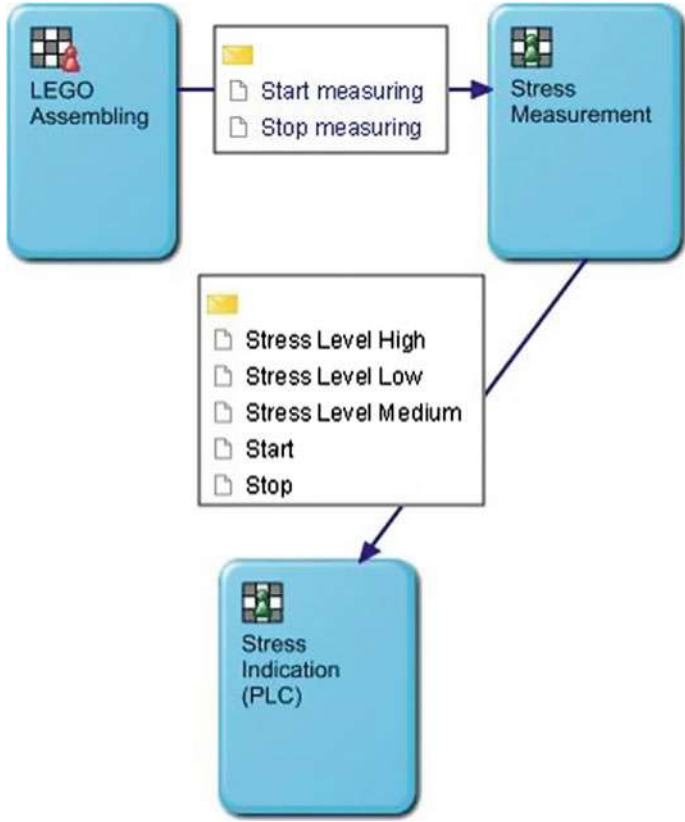 LEGO
Assembling
Start measuring
Stop measuring
Stress
Measurement
Stress Level High
Stress Level Low
Stress Level Medium
Start
Stop
Stress
Indication
(PLC)